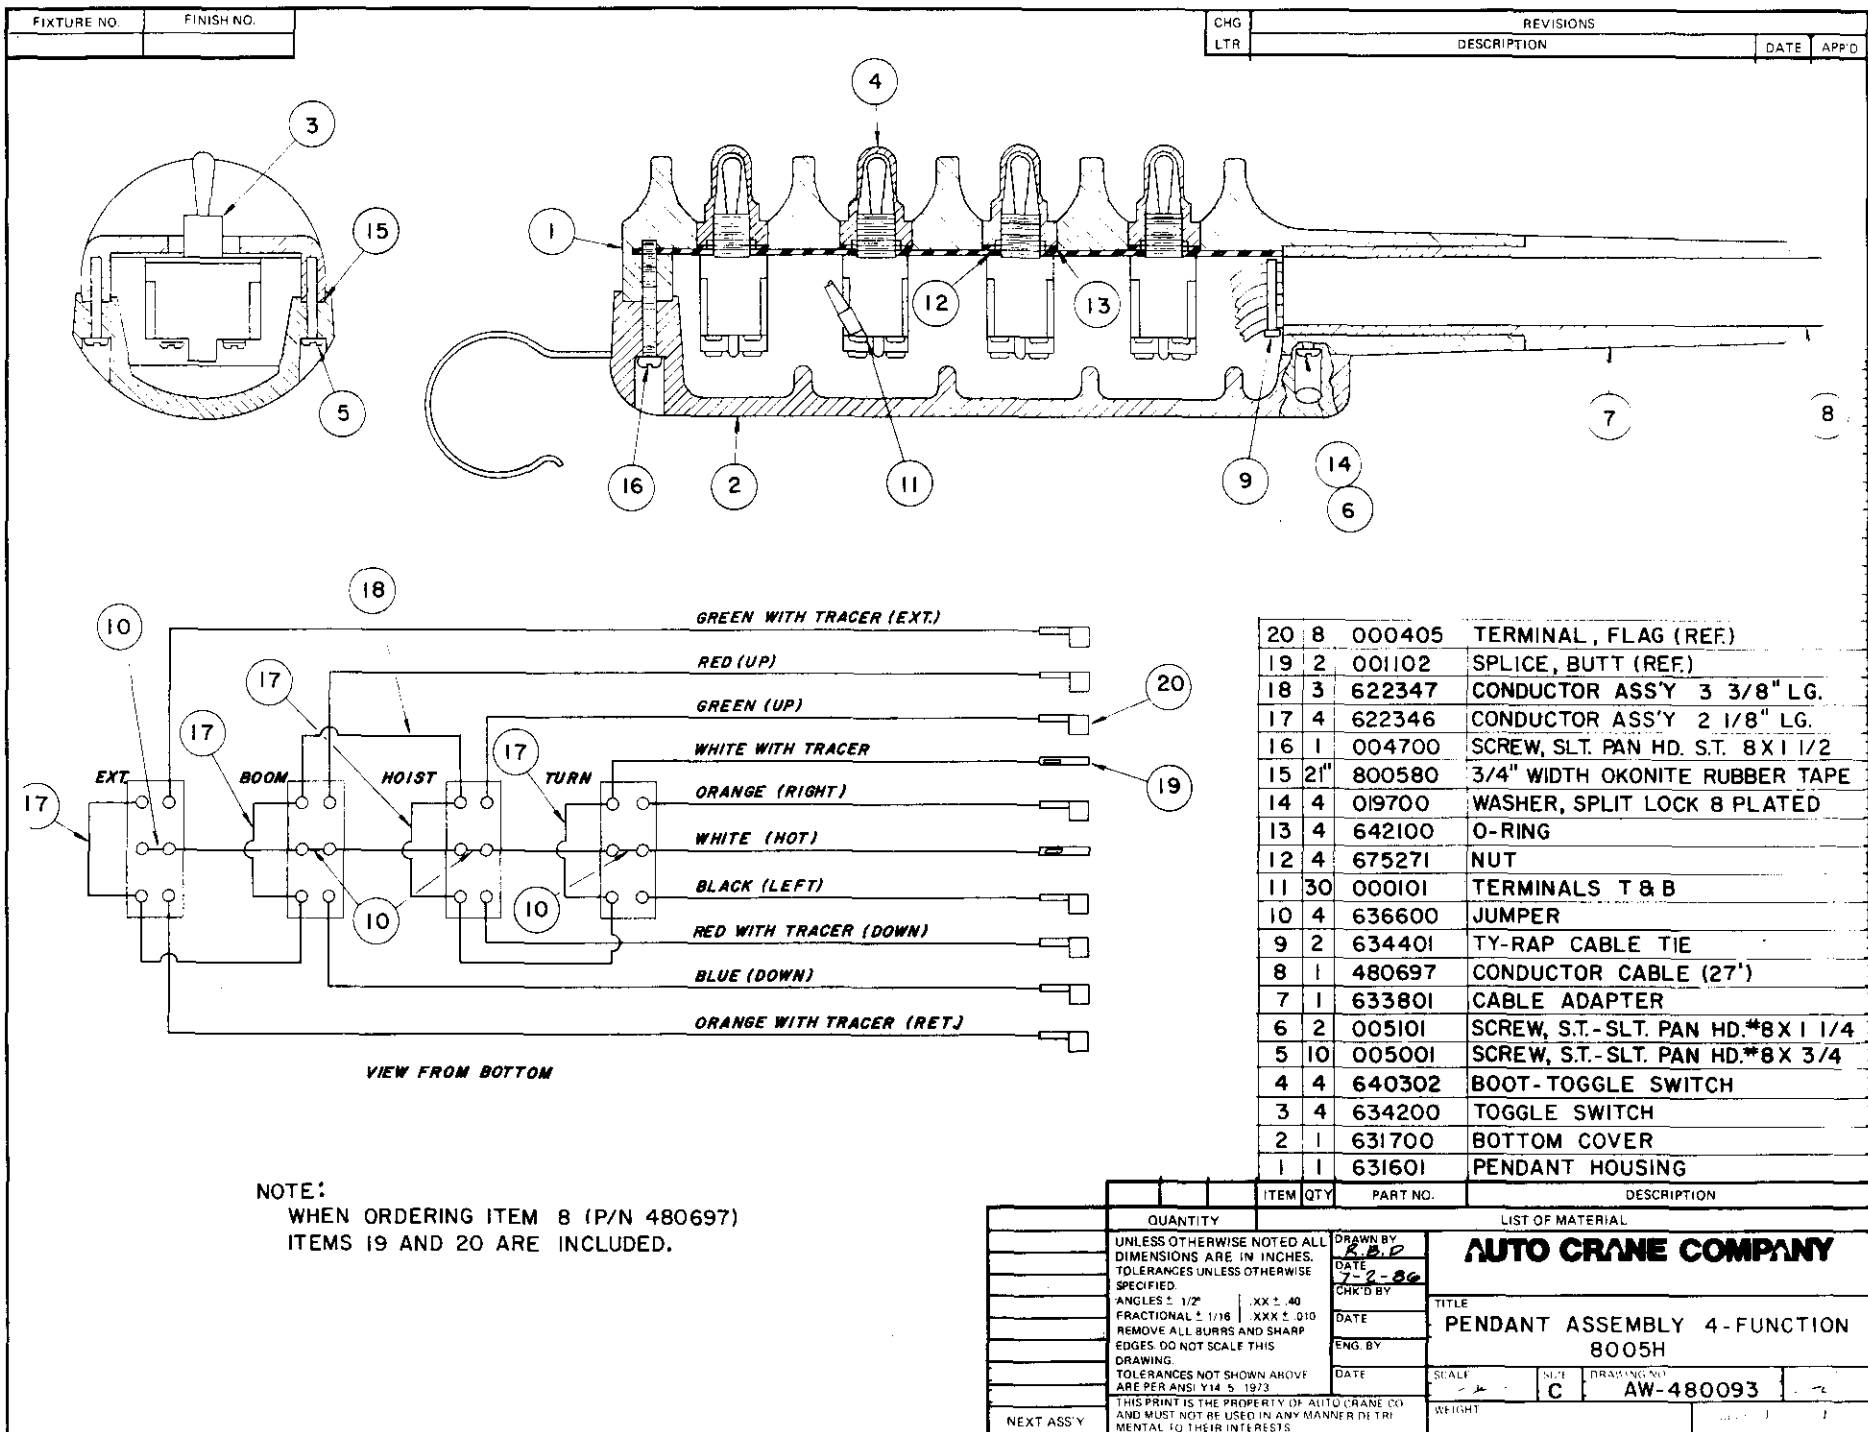 FIXTURE NO. FINISH NO.
CHG LTR
REVISIONS
DESCRIPTION DATE APP'D
3
15
5
4
1
12
13
16
2
11
9
14
6
7
8
18
10
17
17
17
17
10
10
20
19
GREEN WITH TRACER (EXT.)
RED (UP)
GREEN (UP)
WHITE WITH TRACER
EXT. BOOM HOIST TURN
ORANGE (RIGHT)
WHITE (HOT)
BLACK (LEFT)
RED WITH TRACER (DOWN)
BLUE (DOWN)
ORANGE WITH TRACER (RET.)
VIEW FROM BOTTOM
NOTE:
WHEN ORDERING ITEM 8 (P/N 480697)
ITEMS 19 AND 20 ARE INCLUDED.
20 8 000405 TERMINAL, FLAG (REF.)
19 2 001102 SPLICE, BUTT (REF.)
18 3 622347 CONDUCTOR ASS'Y 3 3/8" LG.
17 4 622346 CONDUCTOR ASS'Y 2 1/8" LG.
16 1 004700 SCREW, SLT. PAN HD. S.T. 8X1 1/2
15 21" 800580 3/4" WIDTH OKONITE RUBBER TAPE
14 4 019700 WASHER, SPLIT LOCK 8 PLATED
13 4 642100 O-RING
12 4 675271 NUT
11 30 000101 TERMINALS T & B
10 4 636600 JUMPER
9 2 634401 TY-RAP CABLE TIE
8 1 480697 CONDUCTOR CABLE (27')
7 1 633801 CABLE ADAPTER
6 2 005101 SCREW, S.T.-SLT. PAN HD.#8X1 1/4
5 10 005001 SCREW, S.T.-SLT. PAN HD.#8X 3/4
4 4 640302 BOOT-TOGGLE SWITCH
3 4 634200 TOGGLE SWITCH
2 1 631700 BOTTOM COVER
1 1 631601 PENDANT HOUSING
ITEM QTY PART NO. DESCRIPTION
QUANTITY LIST OF MATERIAL
UNLESS OTHERWISE NOTED ALL
DIMENSIONS ARE IN INCHES.
TOLERANCES UNLESS OTHERWISE
SPECIFIED.
ANGLES ± 1/2° .XX ± .40
FRACTIONAL ± 1/16 .XXX ± .010
REMOVE ALL BURRS AND SHARP
EDGES. DO NOT SCALE THIS
DRAWING.
TOLERANCES NOT SHOWN ABOVE
ARE PER ANSI Y14.5 1973
THIS PRINT IS THE PROPERTY OF AUTO CRANE CO
AND MUST NOT BE USED IN ANY MANNER DETRI
MENTAL TO THEIR INTERESTS
NEXT ASS'Y
DRAWN BY
R.B.D
DATE
7-2-86
CHK'D BY
DATE
ENG. BY
DATE
AUTO CRANE COMPANY
TITLE
PENDANT ASSEMBLY 4-FUNCTION
8005H
SCALE SIZE C DRAWING NO. AW-480093
WEIGHT